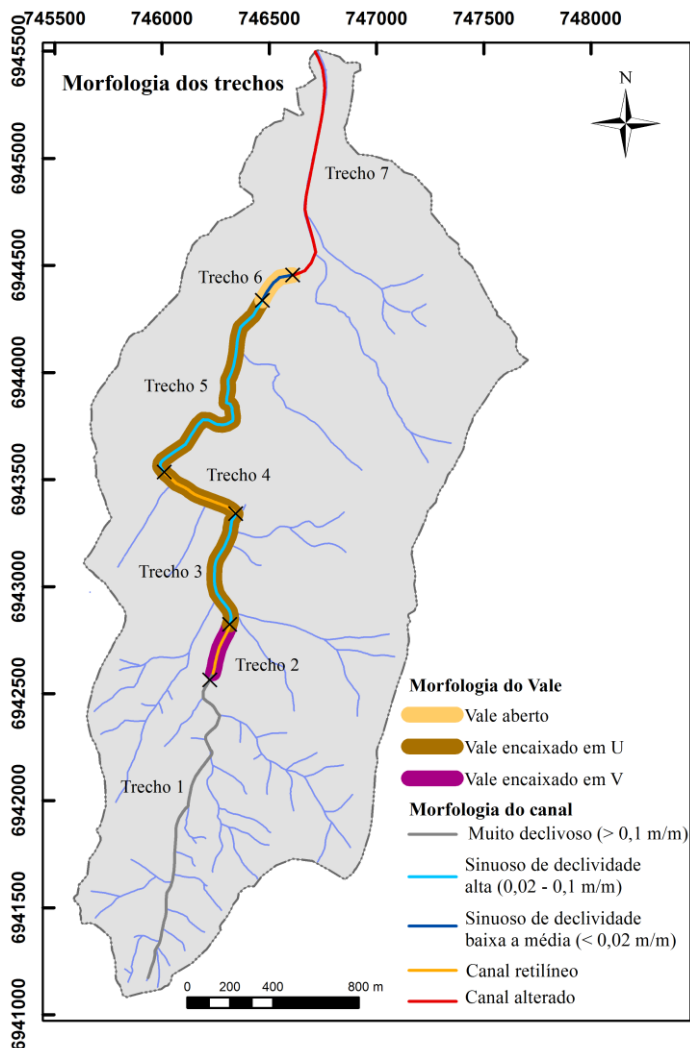 745500 746000 746500 747000 747500 748000
6945500
6945000
6944500
6944000
6943500
6943000
6942500
6942000
6941500
6941000
Morfologia dos trechos
N
Trecho 7
Trecho 6
Trecho 5
Trecho 4
Trecho 3
Trecho 2
Trecho 1
Morfologia do Vale
Vale aberto
Vale encaixado em U
Vale encaixado em V
Morfologia do canal
Muito declivoso (> 0,1 m/m)
Sinuoso de declividade
alta (0,02 - 0,1 m/m)
Sinuoso de declividade
baixa a média (< 0,02 m/m)
Canal retilíneo
Canal alterado
0 200 400 800 m